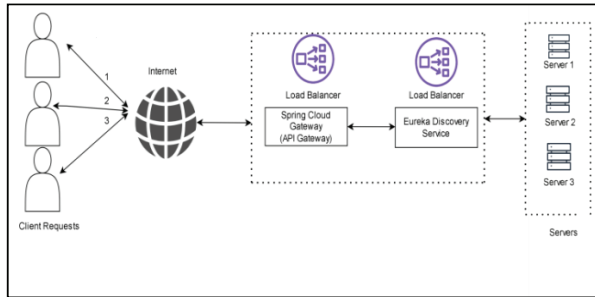 1
2
3
Client Requests
Internet
Load Balancer
Load Balancer
Spring Cloud
Gateway
(API Gateway)
Eureka Discovery
Service
Server 1
Server 2
Server 3
Servers